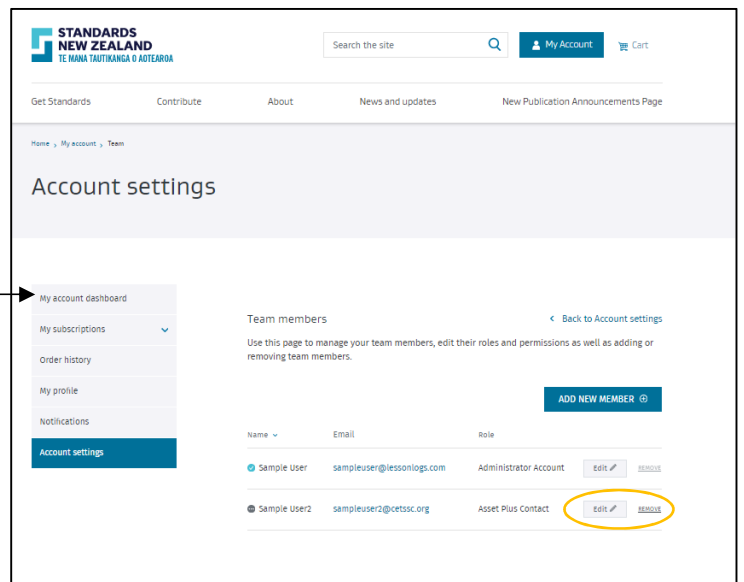 STANDARDS
NEW ZEALAND
TE MANA TAUTIKANGA O AOTEAROA
Search the site
My Account
Cart
Get Standards Contribute About News and updates New Publication Announcements Page
Home > My account > Team
Account settings
My account dashboard
My subscriptions
Order history
My profile
Notifications
Account settings
Team members
< Back to Account settings
Use this page to manage your team members, edit their roles and permissions as well as adding or
removing team members.
ADD NEW MEMBER
Name Email Role
Sample User sampleuser@lessonlogs.com Administrator Account Edit REMOVE
Sample User2 sampleuser2@cetssc.org Asset Plus Contact Edit REMOVE